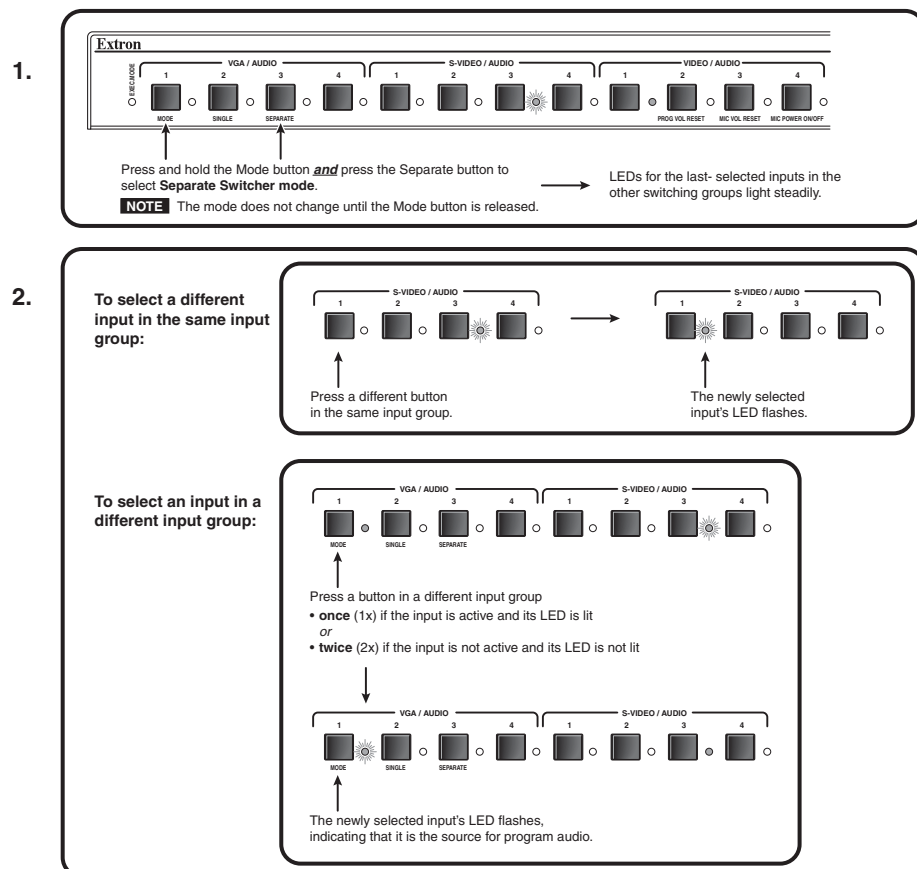 1.
Extron
EXEC.MODE
VGA / AUDIO
S-VIDEO / AUDIO
VIDEO / AUDIO
1 2 3 4 1 2 3 4 1 2 3 4
MODE SINGLE SEPARATE PROG VOL RESET MIC VOL RESET MIC POWER ON/OFF
Press and hold the Mode button and press the Separate button to
select Separate Switcher mode.
NOTE The mode does not change until the Mode button is released.
LEDs for the last- selected inputs in the
other switching groups light steadily.
2.
To select a different
input in the same input
group:
S-VIDEO / AUDIO
1 2 3 4
Press a different button
in the same input group.
S-VIDEO / AUDIO
1 2 3 4
The newly selected
input's LED flashes.
To select an input in a
different input group:
VGA / AUDIO S-VIDEO / AUDIO
1 2 3 4 1 2 3 4
MODE SINGLE SEPARATE
Press a button in a different input group
• once (1x) if the input is active and its LED is lit
or
• twice (2x) if the input is not active and its LED is not lit
VGA / AUDIO S-VIDEO / AUDIO
1 2 3 4 1 2 3 4
MODE SINGLE SEPARATE
The newly selected input's LED flashes,
indicating that it is the source for program audio.